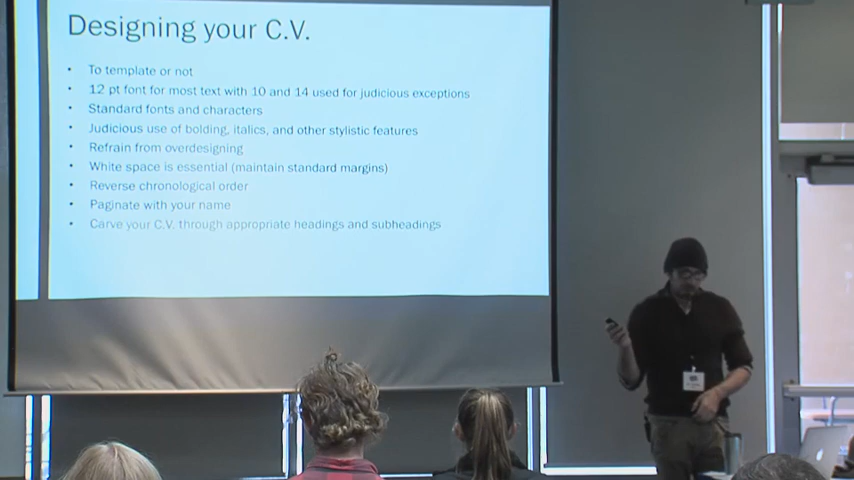 Designing your C.V.
• To template or not
• 12 pt font for most text with 10 and 14 used for judicious exceptions
• Standard fonts and characters
• Judicious use of bolding, italics, and other stylistic features
• Refrain from overdesigning
• White space is essential (maintain standard margins)
• Reverse chronological order
• Paginate with your name
• Carve your C.V. through appropriate headings and subheadings